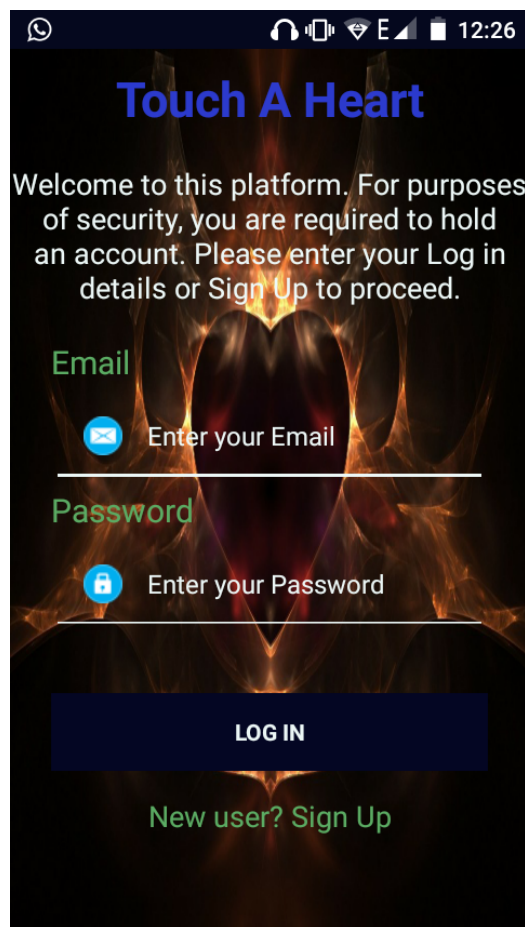 E 12:26
Touch A Heart
Welcome to this platform. For purposes
of security, you are required to hold
an account. Please enter your Log in
details or Sign Up to proceed.
Email
Enter your Email
Password
Enter your Password
LOG IN
New user? Sign Up